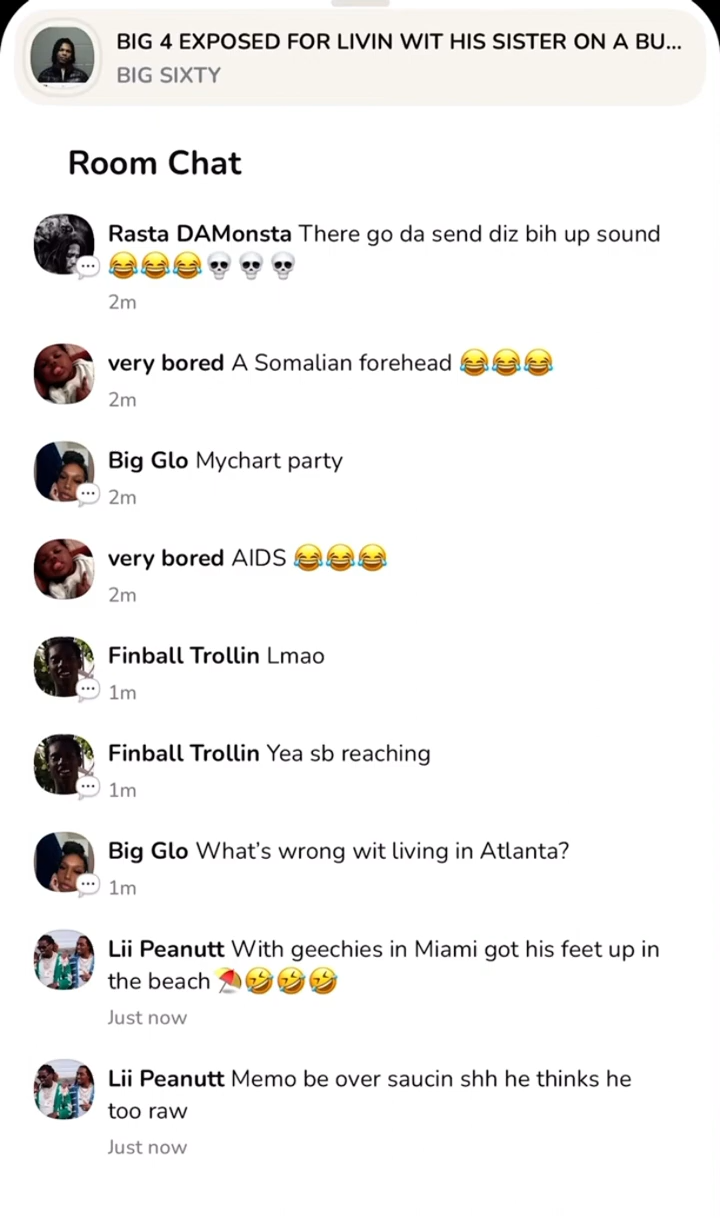 BIG 4 EXPOSED FOR LIVIN WIT HIS SISTER ON A BU...
BIG SIXTY
Room Chat
Rasta DAMonsta There go da send diz bih up sound
😂😂😂💀💀💀
2m
very bored A Somalian forehead 😂😂😂
2m
Big Glo Mychart party
2m
very bored AIDS 😂😂😂
2m
Finball Trollin Lmao
1m
Finball Trollin Yea sb reaching
1m
Big Glo What's wrong wit living in Atlanta?
1m
Lii Peanutt With geechies in Miami got his feet up in
the beach ⛱️🤣🤣🤣
Just now
Lii Peanutt Memo be over saucin shh he thinks he
too raw
Just now